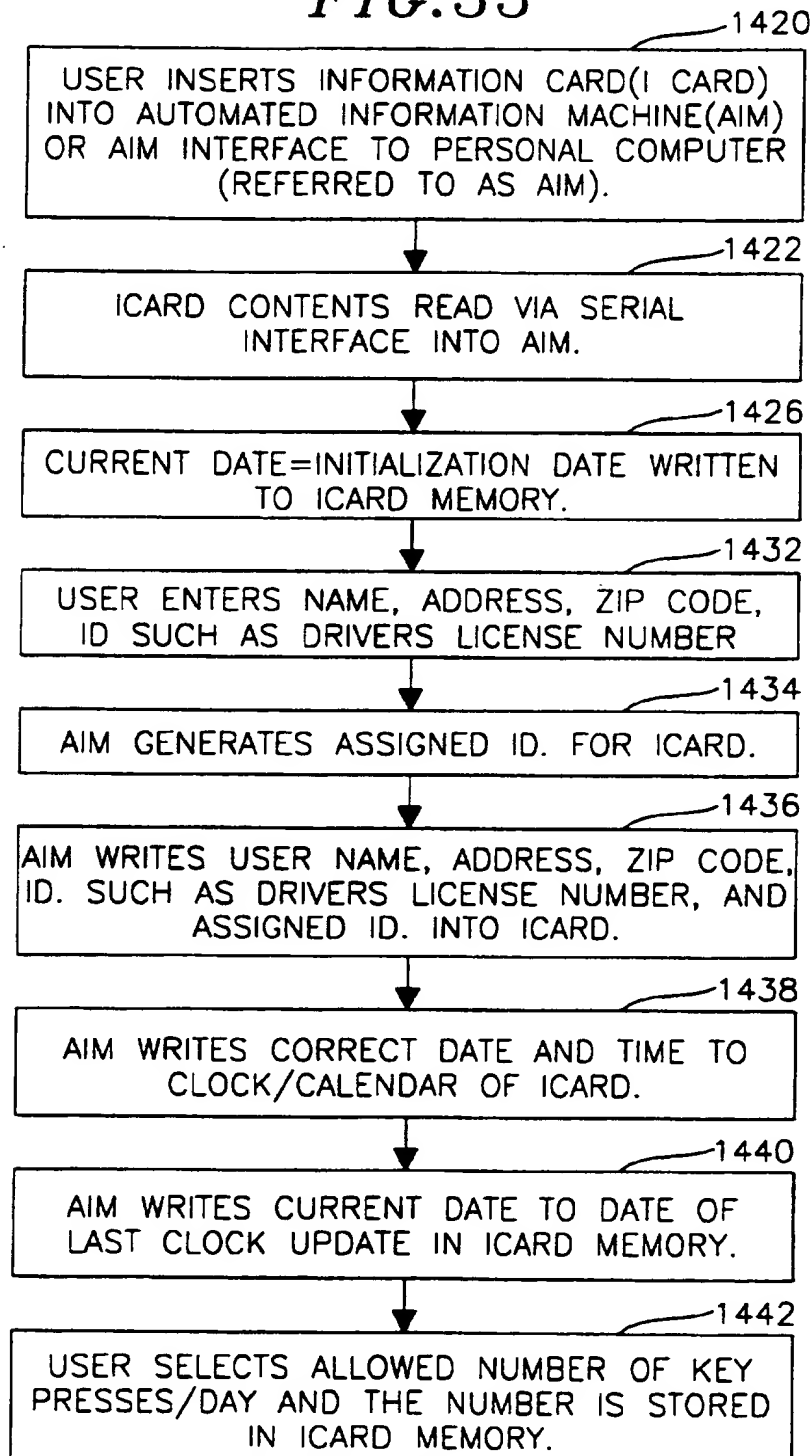 FIG.55
1420
USER INSERTS INFORMATION CARD(I CARD)
INTO AUTOMATED INFORMATION MACHINE(AIM)
OR AIM INTERFACE TO PERSONAL COMPUTER
(REFERRED TO AS AIM).
1422
ICARD CONTENTS READ VIA SERIAL
INTERFACE INTO AIM.
1426
CURRENT DATE=INITIALIZATION DATE WRITTEN
TO ICARD MEMORY.
1432
USER ENTERS NAME, ADDRESS, ZIP CODE,
ID SUCH AS DRIVERS LICENSE NUMBER
1434
AIM GENERATES ASSIGNED ID. FOR ICARD.
1436
AIM WRITES USER NAME, ADDRESS, ZIP CODE,
ID. SUCH AS DRIVERS LICENSE NUMBER, AND
ASSIGNED ID. INTO ICARD.
1438
AIM WRITES CORRECT DATE AND TIME TO
CLOCK/CALENDAR OF ICARD.
1440
AIM WRITES CURRENT DATE TO DATE OF
LAST CLOCK UPDATE IN ICARD MEMORY.
1442
USER SELECTS ALLOWED NUMBER OF KEY
PRESSES/DAY AND THE NUMBER IS STORED
IN ICARD MEMORY.